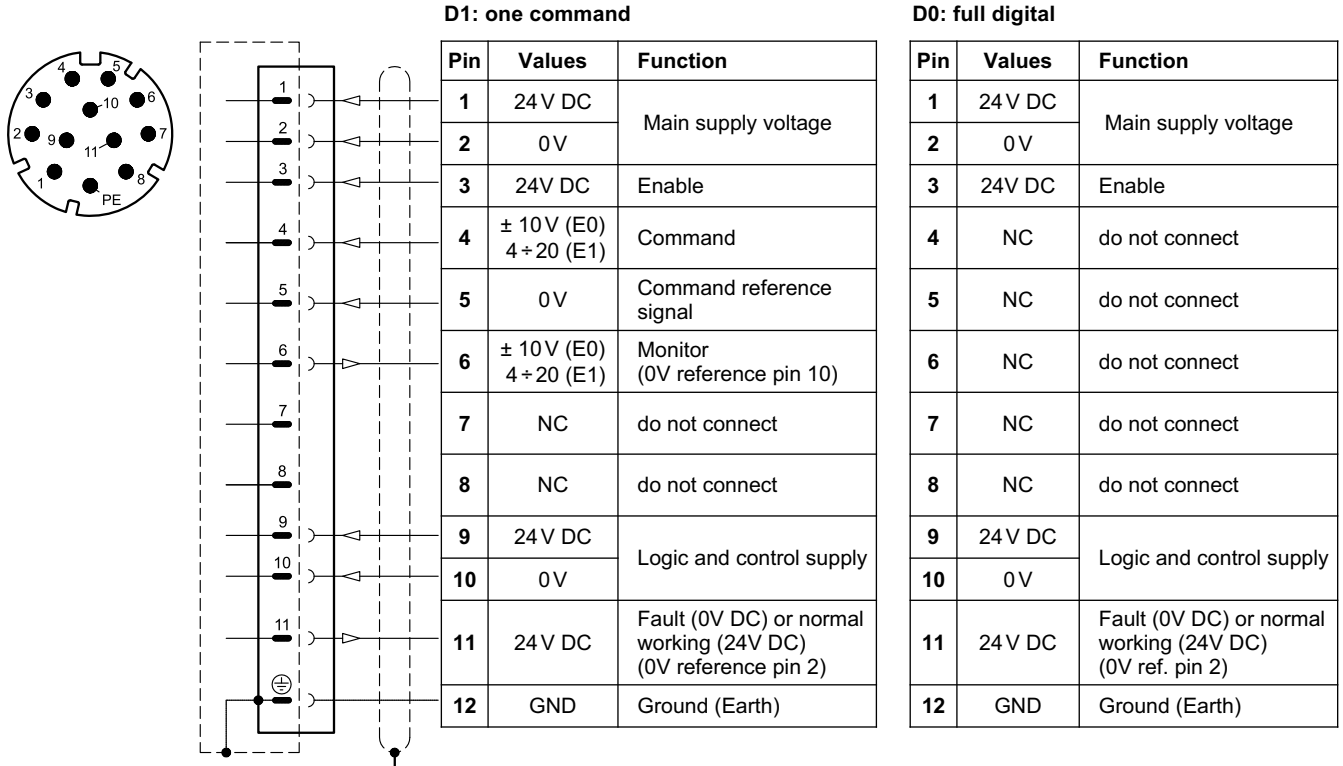 D1: one command
D0: full digital
4
5
3
10
6
2
9
11
7
1
8
PE
1
2
3
4
5
6
7
8
9
10
11
Pin Values Function
1 24 V DC Main supply voltage
2 0 V
3 24V DC Enable
4 ± 10 V (E0) Command
4 ÷ 20 (E1)
5 0 V Command reference
signal
6 ± 10 V (E0) Monitor
4 ÷ 20 (E1) (0V reference pin 10)
7 NC do not connect
8 NC do not connect
9 24 V DC Logic and control supply
10 0 V
11 24 V DC Fault (0V DC) or normal
working (24V DC)
(0V reference pin 2)
12 GND Ground (Earth)
Pin Values Function
1 24 V DC Main supply voltage
2 0 V
3 24V DC Enable
4 NC do not connect
5 NC do not connect
6 NC do not connect
7 NC do not connect
8 NC do not connect
9 24 V DC Logic and control supply
10 0 V
11 24 V DC Fault (0V DC) or normal
working (24V DC)
(0V ref. pin 2)
12 GND Ground (Earth)